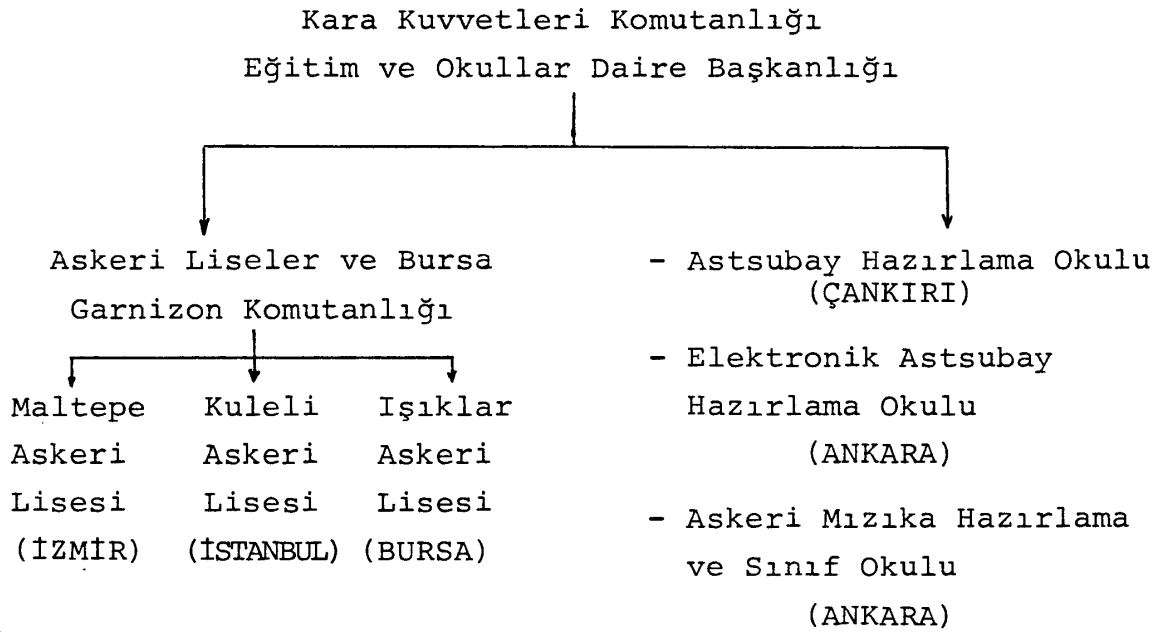 Kara Kuvvetleri Komutanlığı
Eğitim ve Okullar Daire Başkanlığı
Askeri Liseler ve Bursa
Garnizon Komutanlığı
Maltepe
Askeri
Lisesi
(İZMİR)
Kuleli
Askeri
Lisesi
(İSTANBUL)
Işıklar
Askeri
Lisesi
(BURSA)
- Astsubay Hazırlama Okulu
(ÇANKIRI)
- Elektronik Astsubay
Hazırlama Okulu
(ANKARA)
- Askeri Mızıka Hazırlama
ve Sınıf Okulu
(ANKARA)